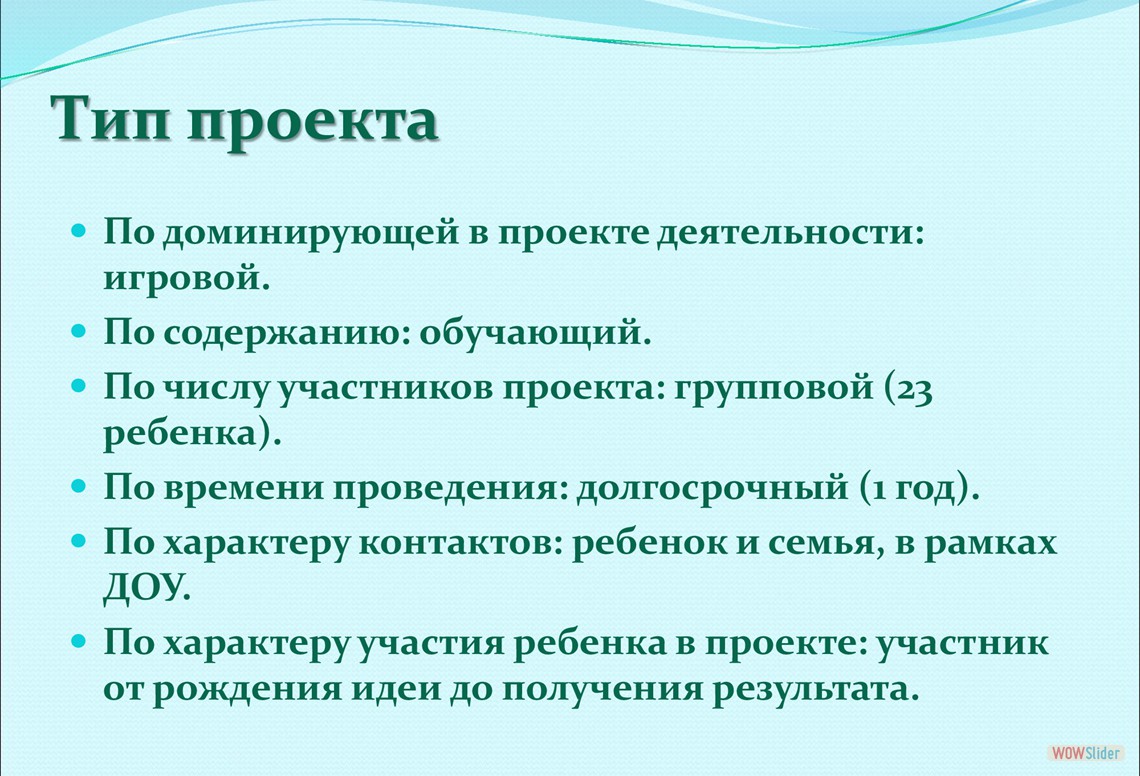 Тип проекта
• По доминирующей в проекте деятельности:
игровой.
• По содержанию: обучающий.
• По числу участников проекта: групповой (23
ребенка).
• По времени проведения: долгосрочный (1 год).
• По характеру контактов: ребенок и семья, в рамках
ДОУ.
• По характеру участия ребенка в проекте: участник
от рождения идеи до получения результата.
WOWSlider